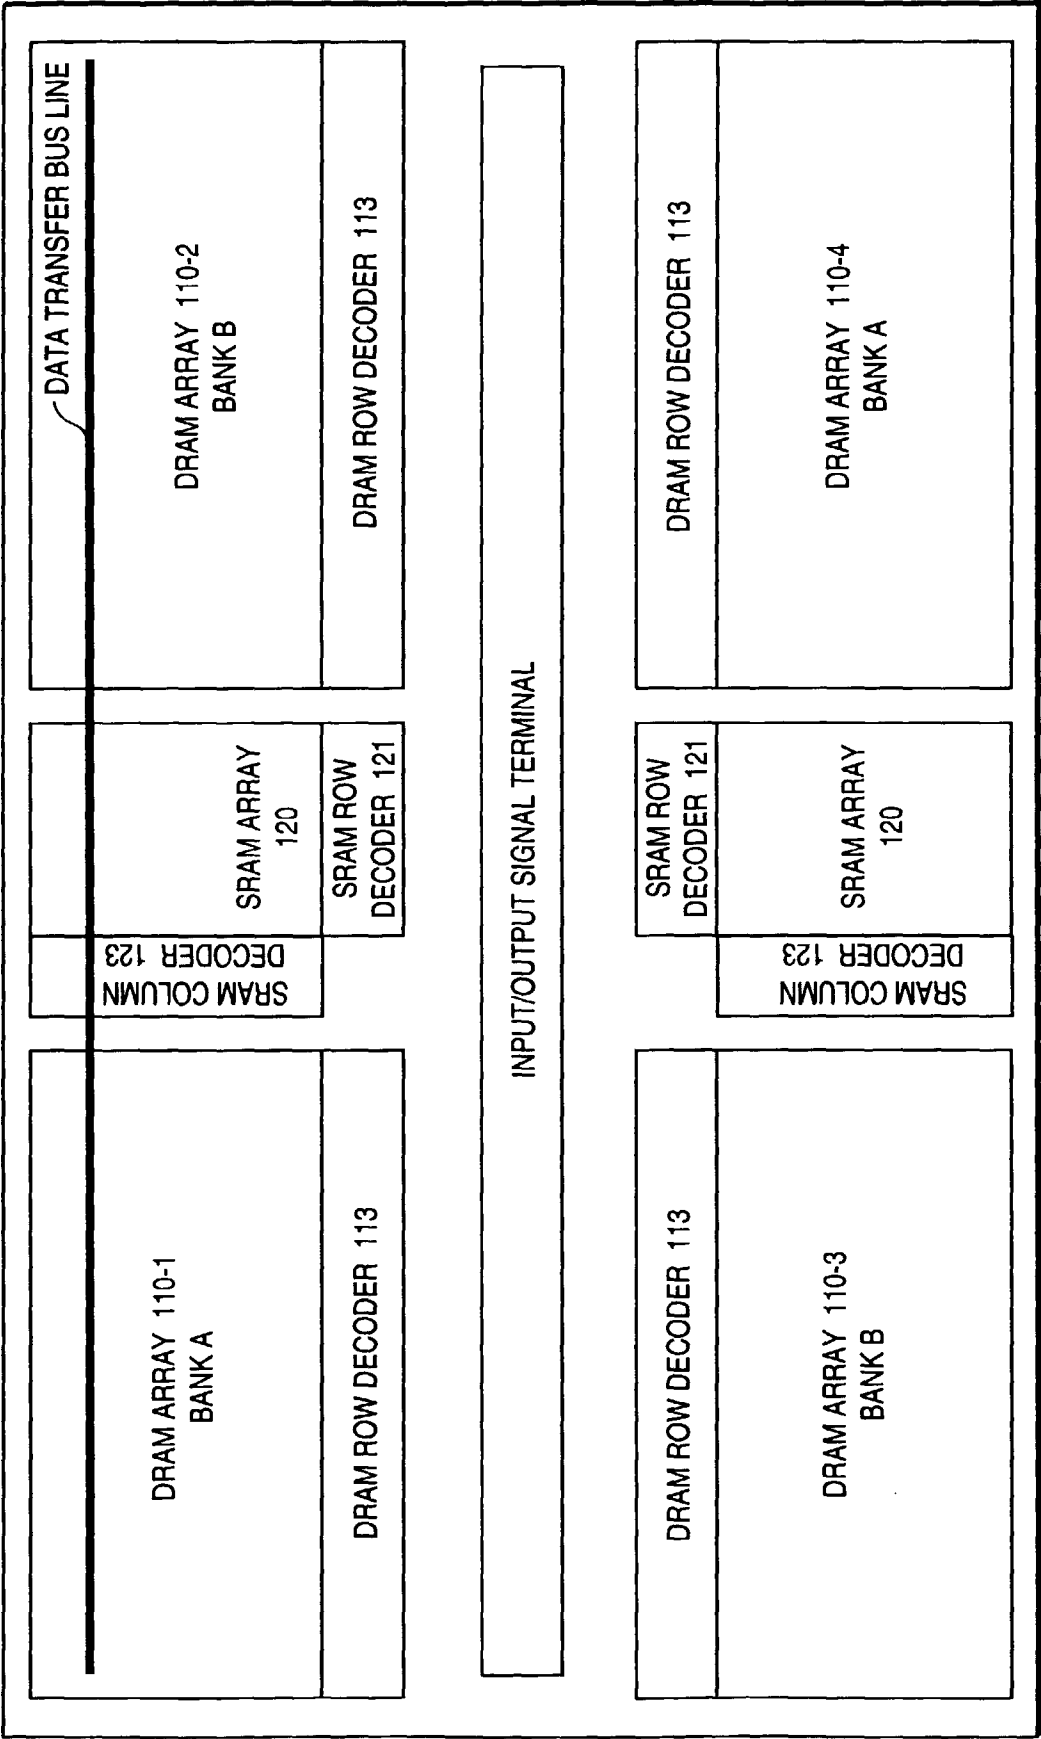 DATA TRANSFER BUS LINE
DRAM ARRAY 110-1
BANK A
SRAM COLUMN
DECODER 123
SRAM ARRAY
120
DRAM ARRAY 110-2
BANK B
DRAM ROW DECODER 113
SRAM ROW
DECODER 121
DRAM ROW DECODER 113
INPUT/OUTPUT SIGNAL TERMINAL
DRAM ROW DECODER 113
SRAM ROW
DECODER 121
DRAM ROW DECODER 113
DRAM ARRAY 110-3
BANK B
SRAM COLUMN
DECODER 123
SRAM ARRAY
120
DRAM ARRAY 110-4
BANK A